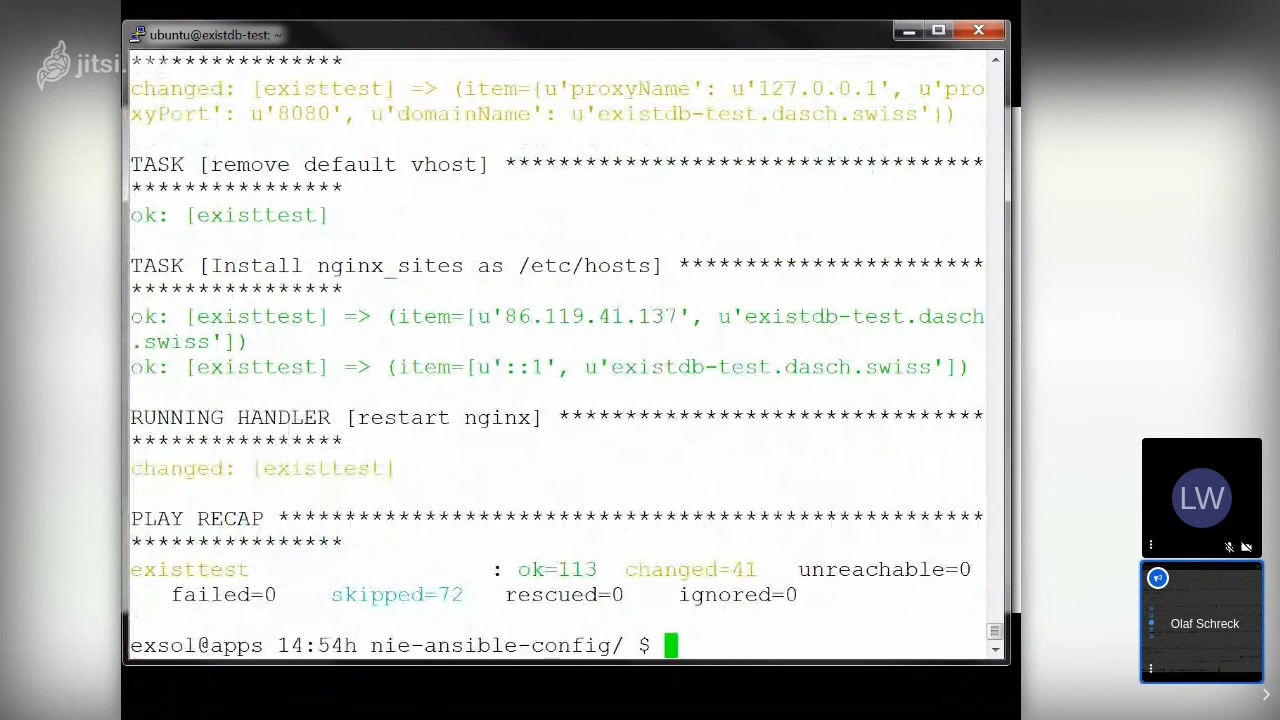 ubuntu@existdb-test: ~
jitsi.
****************
changed: [existtest] => (item={u'proxyName': u'127.0.0.1', u'pro
xyPort': u'8080', u'domainName': u'existdb-test.dasch.swiss'})
TASK [remove default vhost] ************************************
****************
ok: [existtest]
TASK [Install nginx_sites as /etc/hosts] ***********************
****************
ok: [existtest] => (item=[u'86.119.41.137', u'existdb-test.dasch
.swiss'])
ok: [existtest] => (item=[u'::1', u'existdb-test.dasch.swiss'])
RUNNING HANDLER [restart nginx] ********************************
****************
changed: [existtest]
PLAY RECAP *****************************************************
****************
existtest : ok=113 changed=41 unreachable=0
failed=0 skipped=72 rescued=0 ignored=0
exsol@apps 14:54h nie-ansible-config/ $
LW
Olaf Schreck